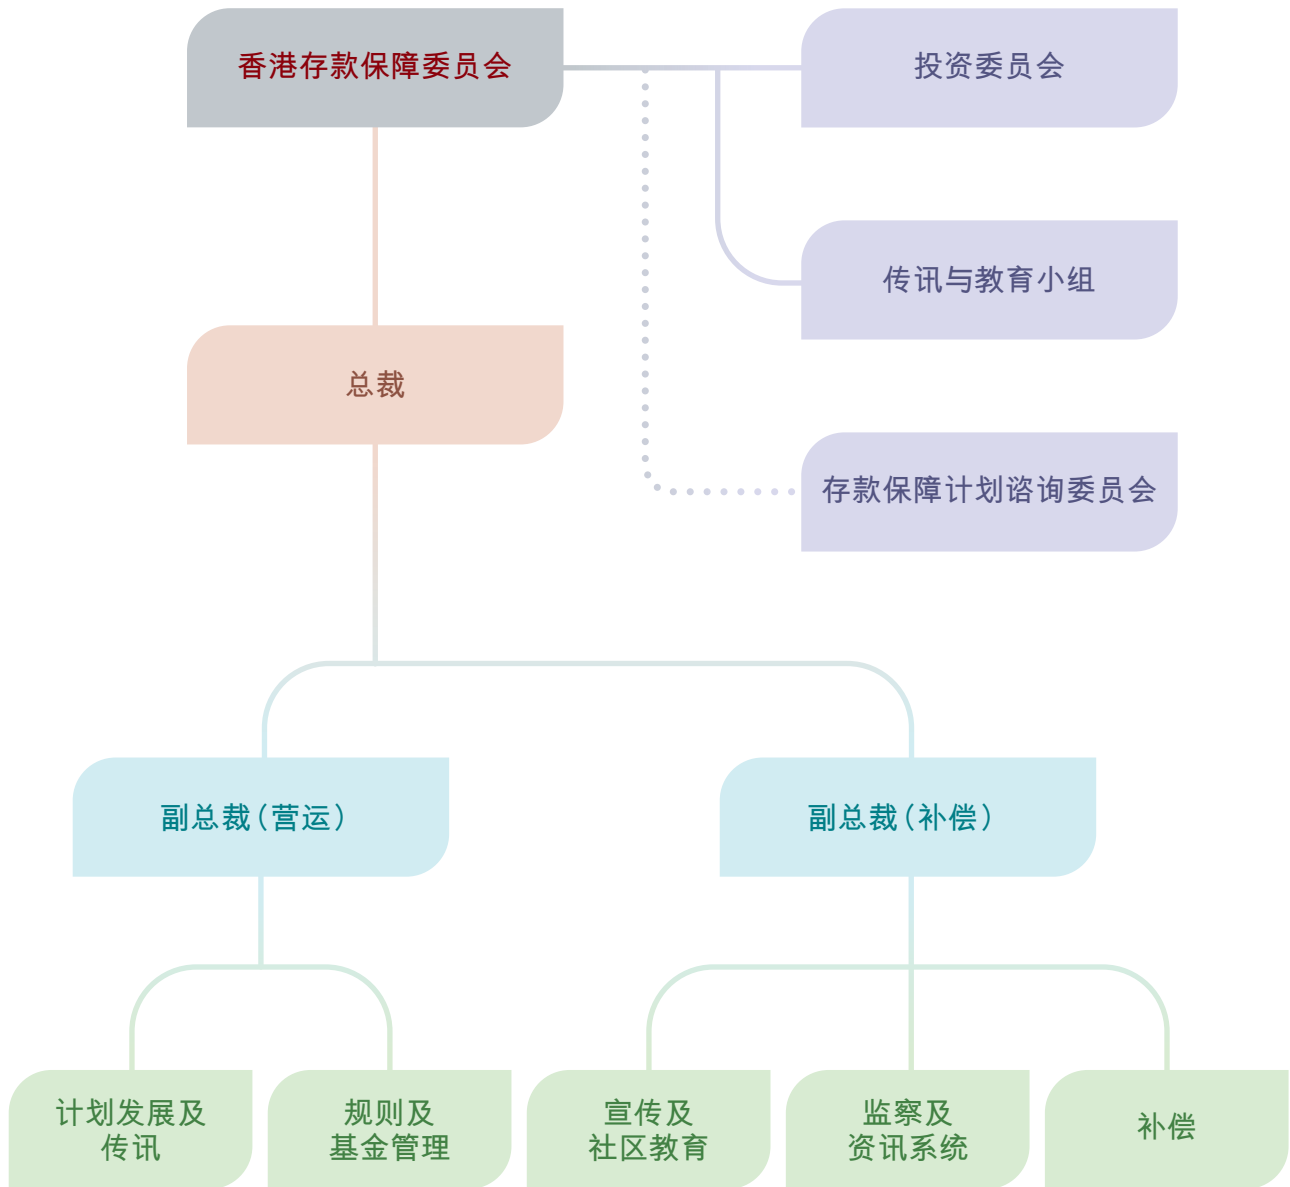 香港存款保障委员会
投资委员会
传讯与教育小组
总裁
存款保障计划谘询委员会
副总裁（营运）
副总裁（补偿）
计划发展及
传讯
规则及
基金管理
宣传及
社区教育
监察及
资讯系统
补偿